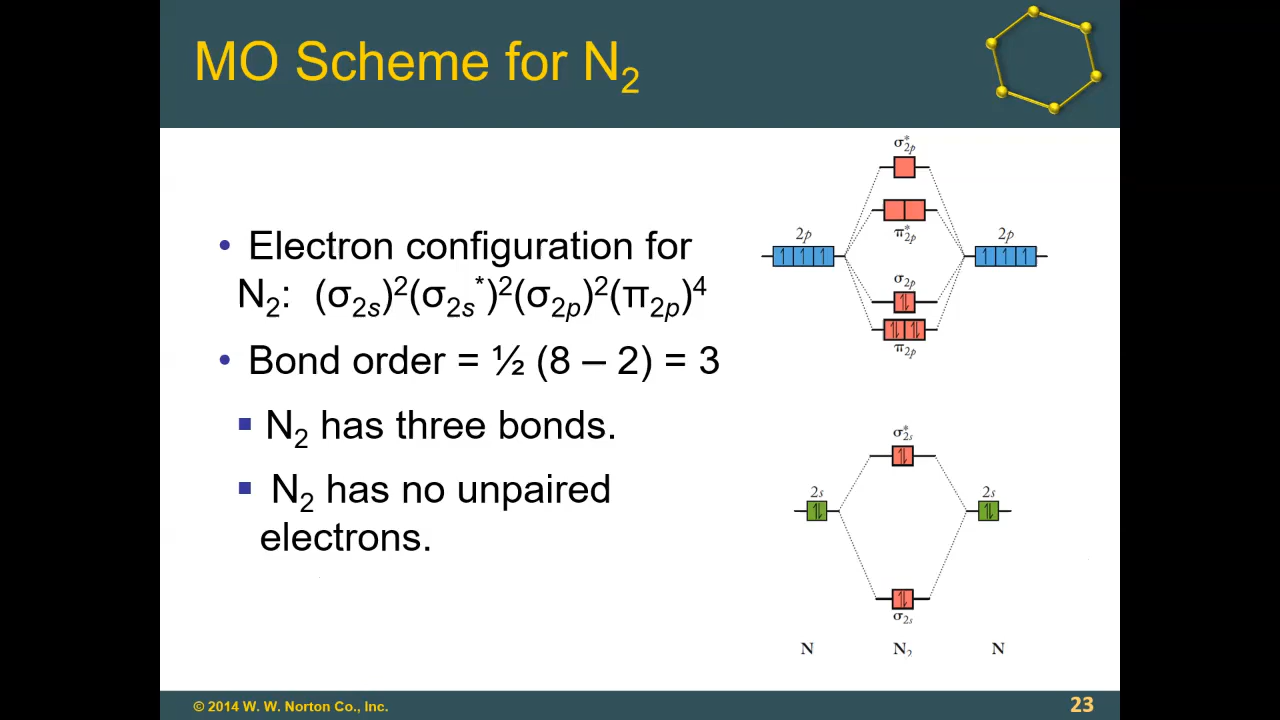 MO Scheme for N₂
• Electron configuration for
N₂: (σ₂ₛ)²(σ₂ₛ*)²(σ₂ₚ)²(π₂ₚ)⁴
• Bond order = ½ (8 – 2) = 3
▪ N₂ has three bonds.
▪ N₂ has no unpaired
electrons.
σ*₂ₚ
π*₂ₚ
2p 2p
σ₂ₚ
π₂ₚ
σ*₂ₛ
2s 2s
σ₂ₛ
N N₂ N
© 2014 W. W. Norton Co., Inc.
23